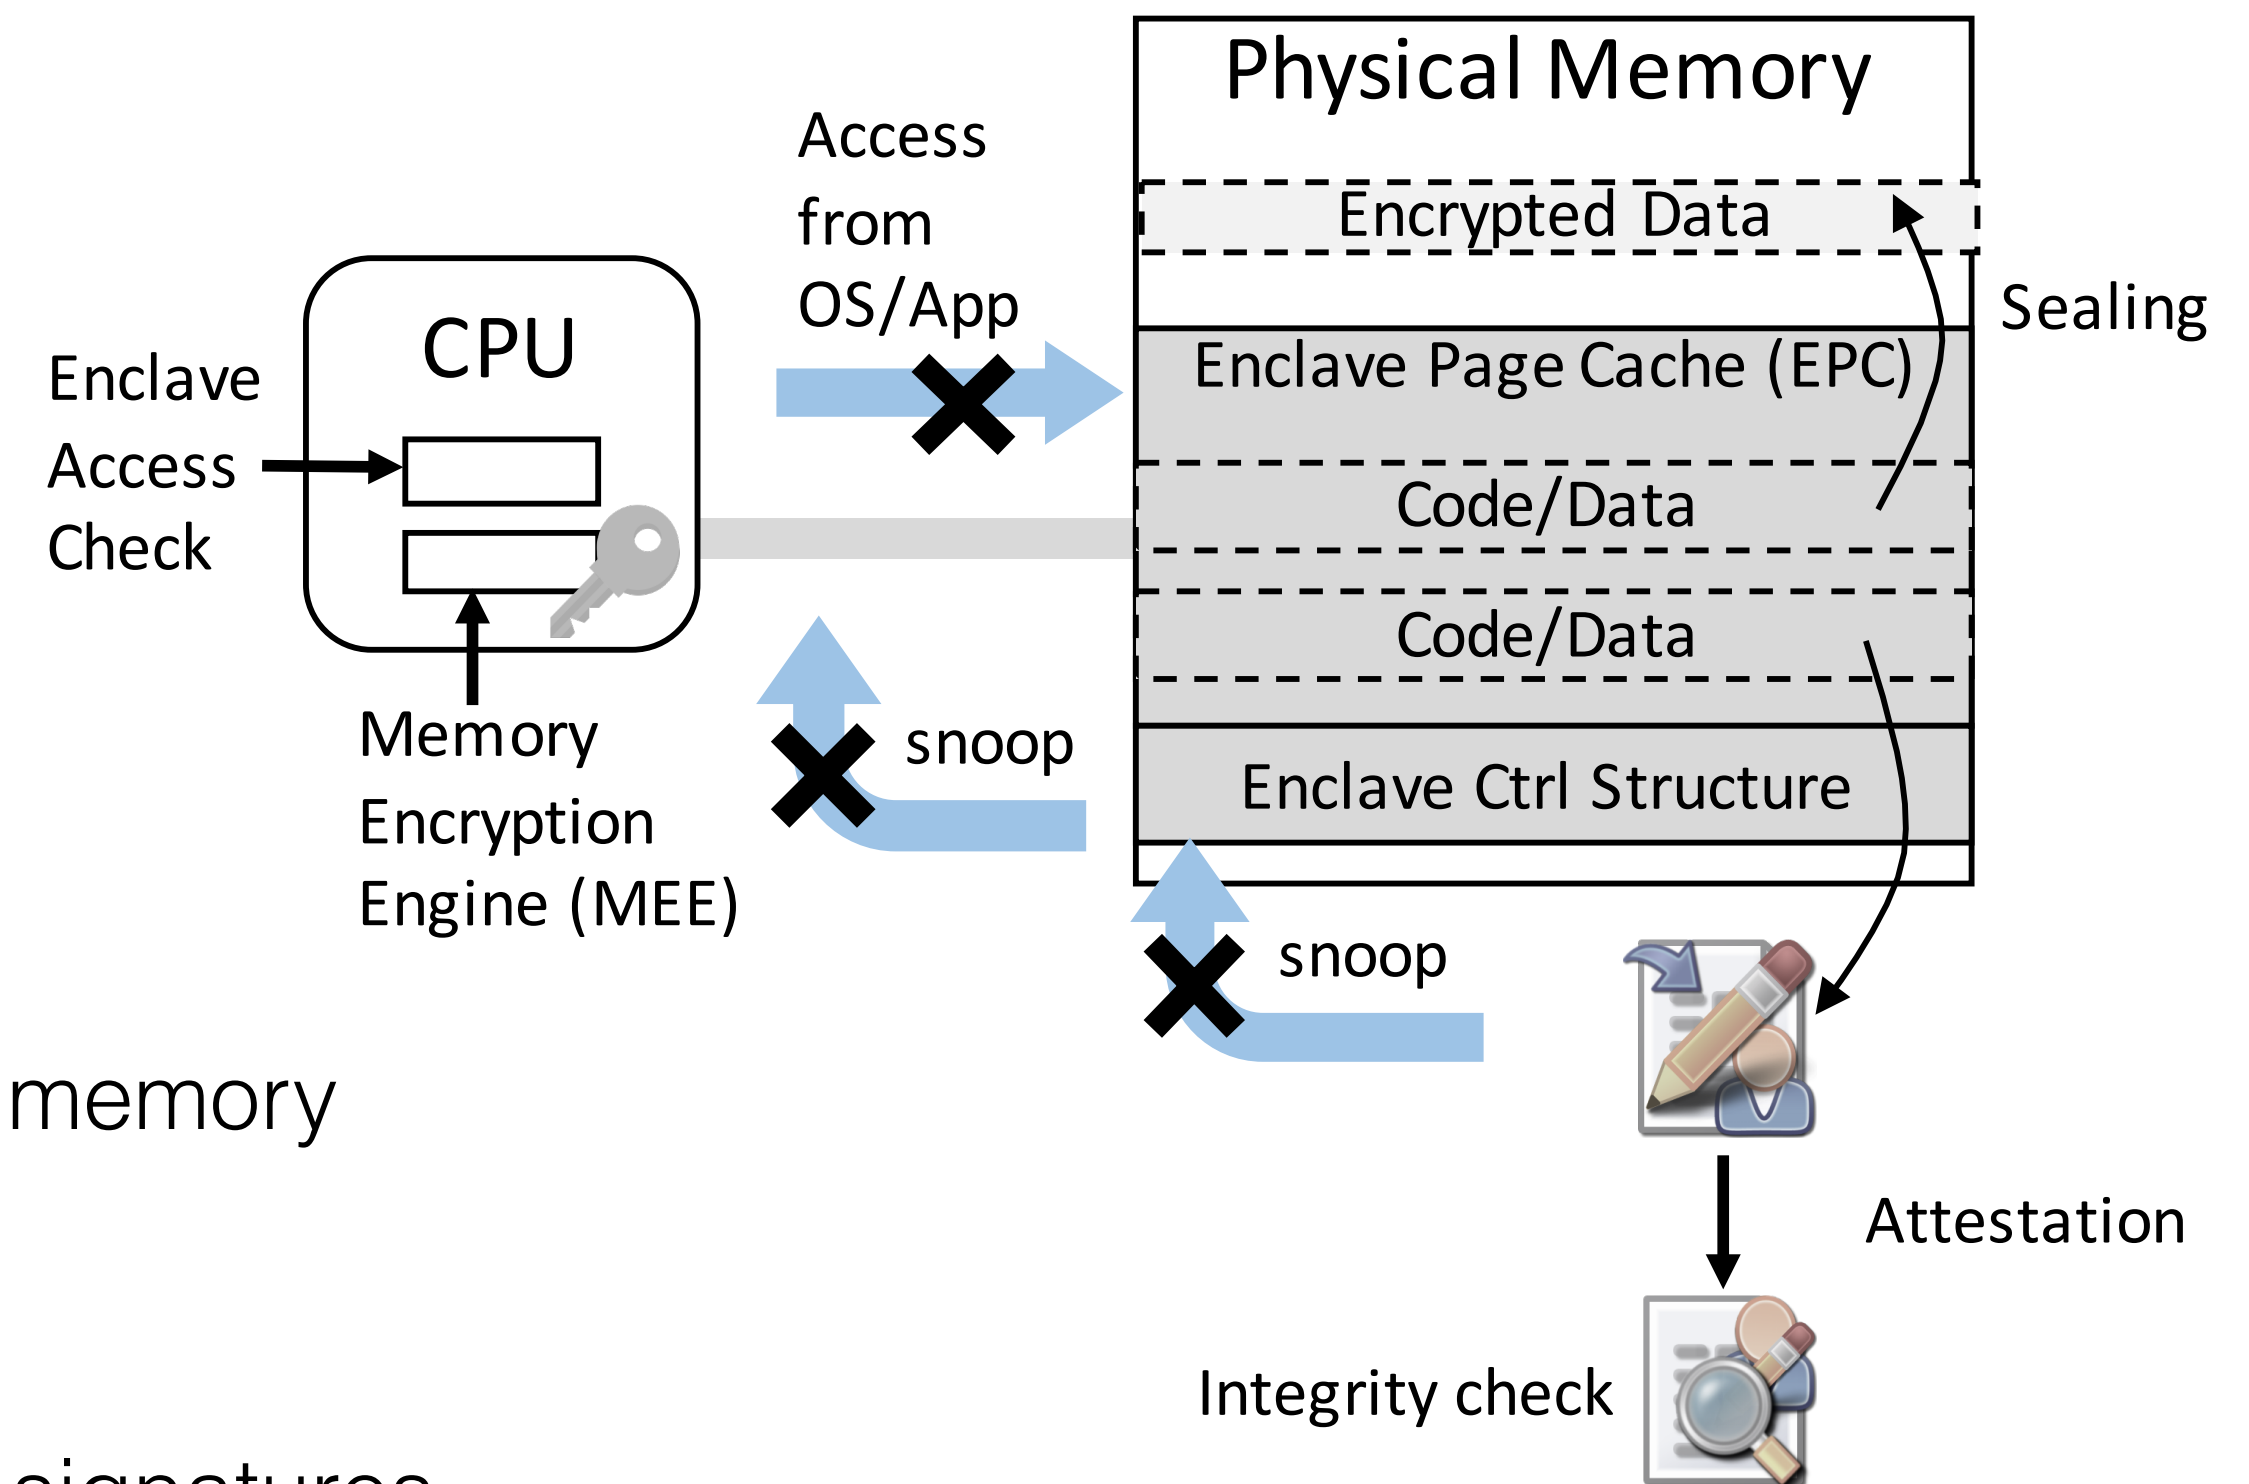 Physical Memory
Access
from
OS/App
Encrypted Data
Sealing
CPU
Enclave
Access
Check
Enclave Page Cache (EPC)
Code/Data
Code/Data
Memory
Encryption
Engine (MEE)
snoop
Enclave Ctrl Structure
snoop
memory
Attestation
Integrity check
signatures